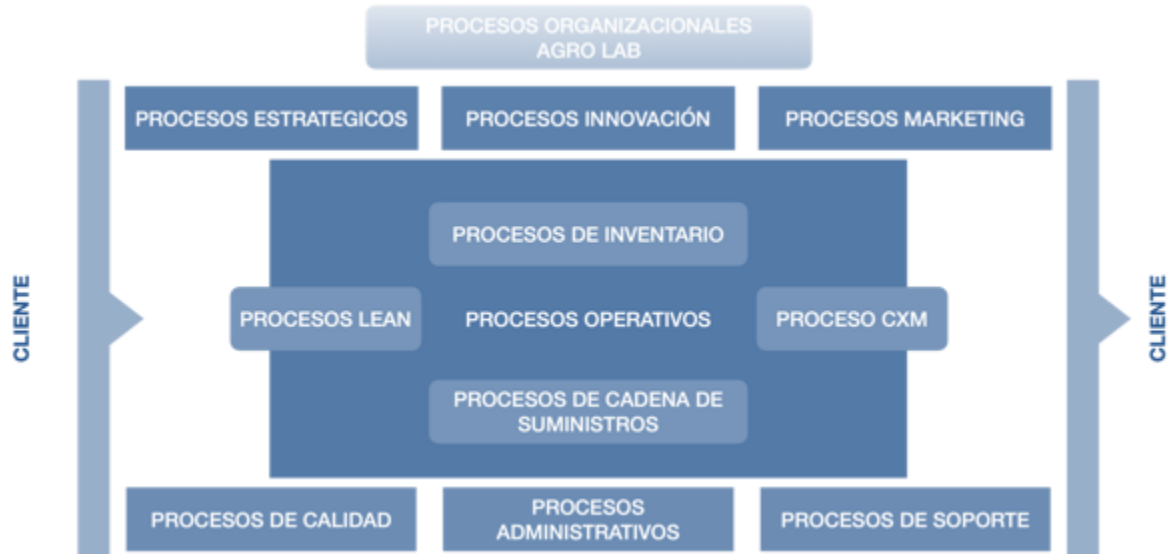 PROCESOS ORGANIZACIONALES
AGRO LAB
PROCESOS ESTRATEGICOS
PROCESOS INNOVACIÓN
PROCESOS MARKETING
PROCESOS DE INVENTARIO
CLIENTE
PROCESOS LEAN
PROCESOS OPERATIVOS
PROCESO CXM
CLIENTE
PROCESOS DE CADENA DE
SUMINISTROS
PROCESOS DE CALIDAD
PROCESOS
ADMINISTRATIVOS
PROCESOS DE SOPORTE